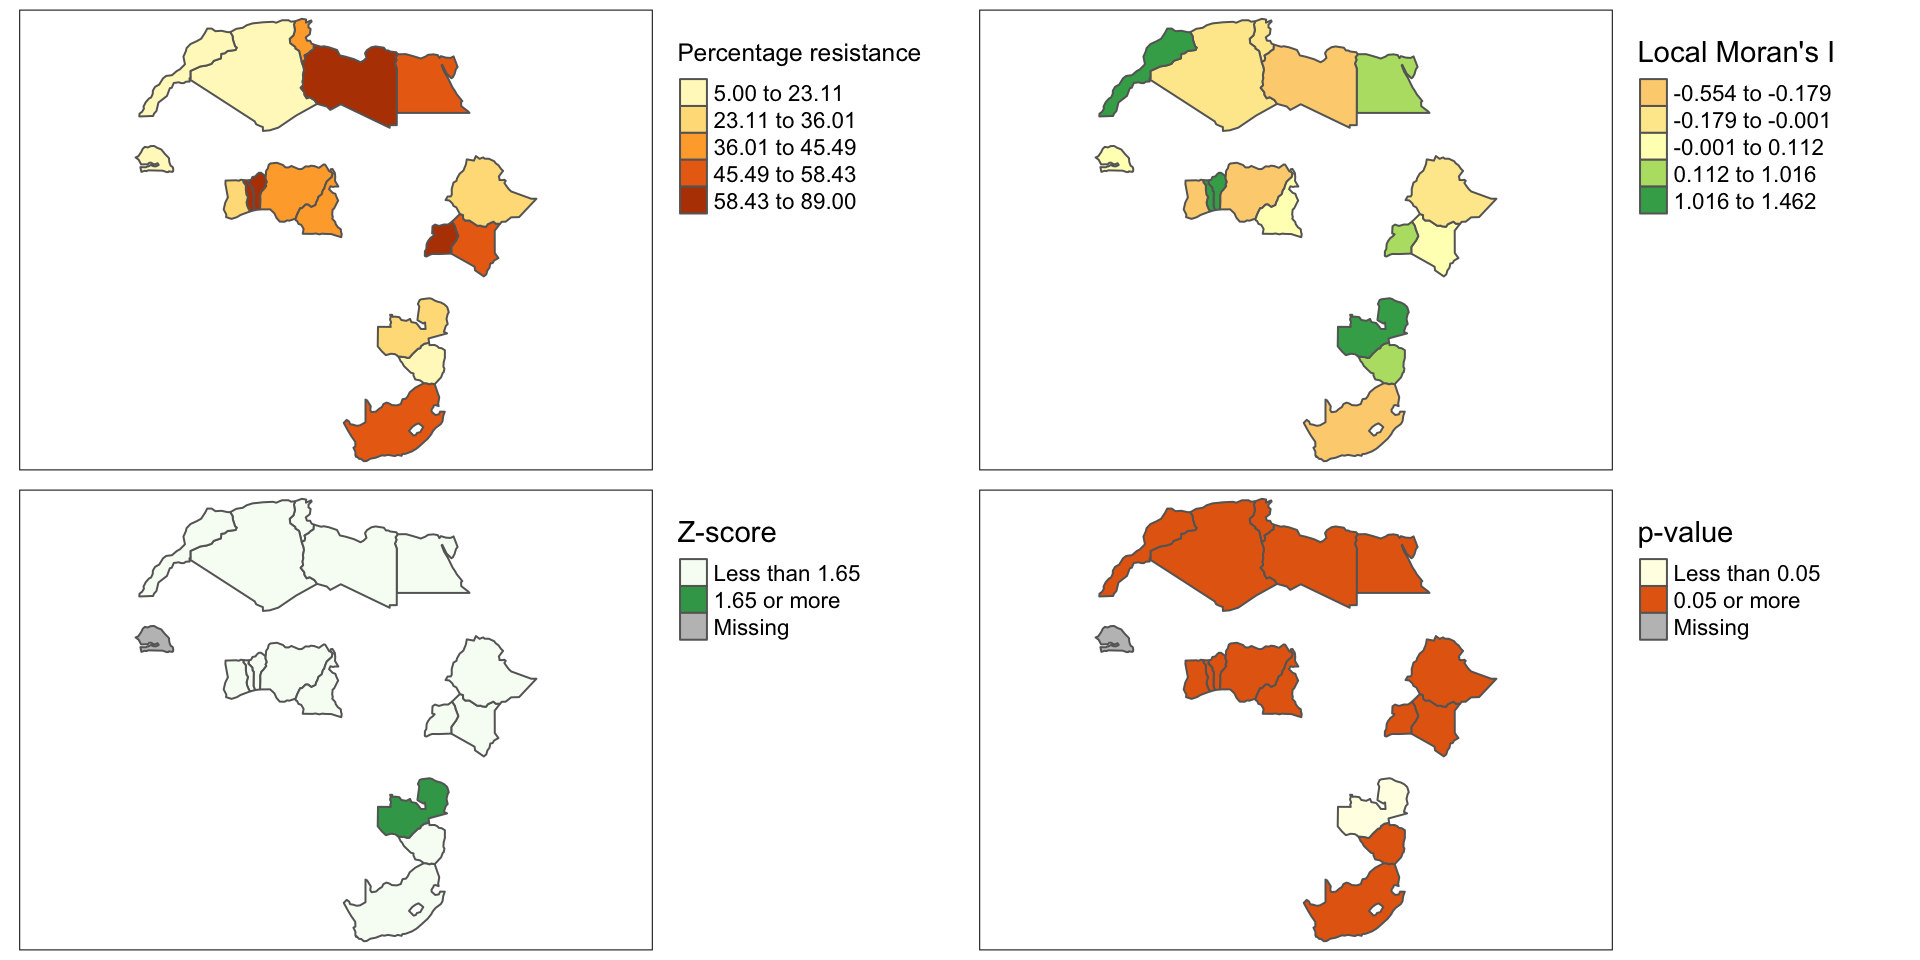 Percentage resistance
5.00 to 23.11
23.11 to 36.01
36.01 to 45.49
45.49 to 58.43
58.43 to 89.00
Local Moran's I
-0.554 to -0.179
-0.179 to -0.001
-0.001 to 0.112
0.112 to 1.016
1.016 to 1.462
Z-score
Less than 1.65
1.65 or more
Missing
p-value
Less than 0.05
0.05 or more
Missing